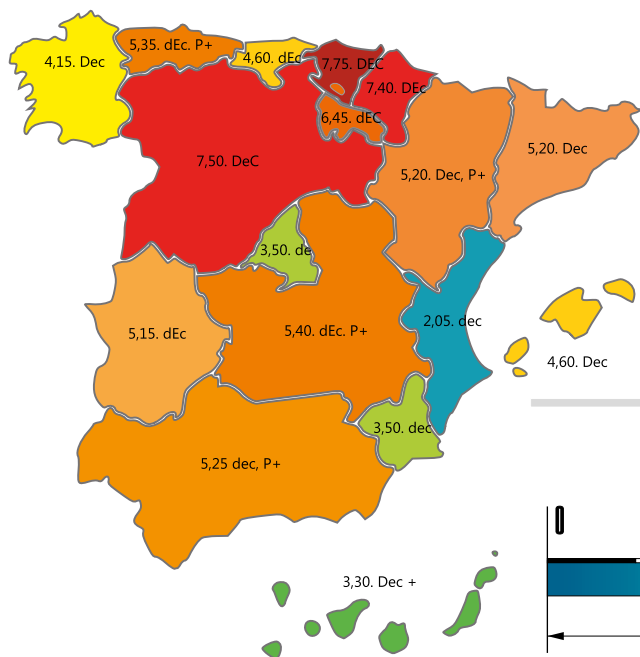 4,15. Dec
5,35. dEc. P+
4,60. dEc
7,75. DEC
7,40. DEc
6,45. dEC
7,50. DeC
5,20. Dec, P+
5,20. Dec
3,50. de
5,15. dEc
5,40. dEc. P+
2,05. dec
4,60. Dec
3,50. dec
5,25 dec, P+
3,30. Dec +
0